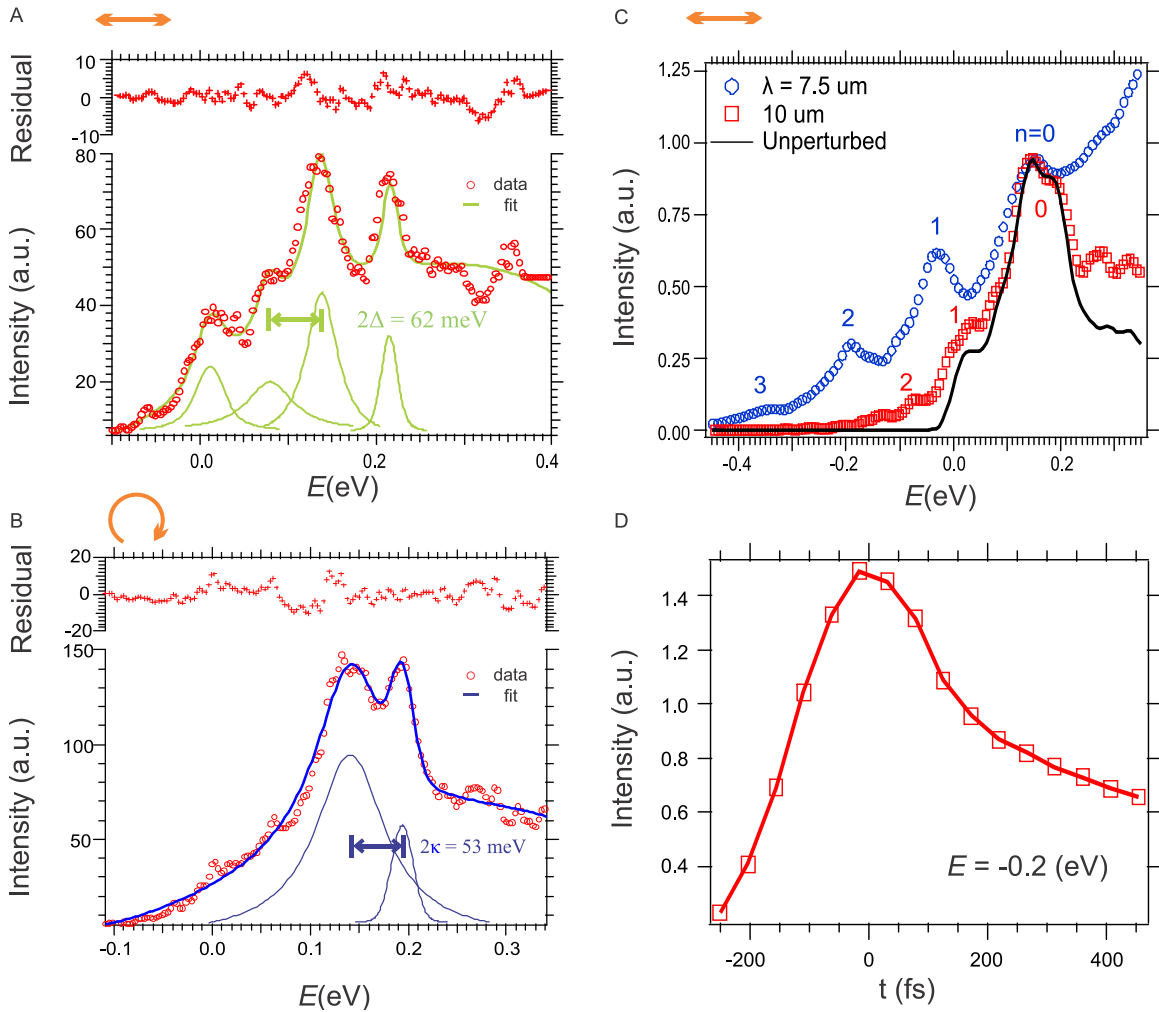 A
Residual
10
0
-10
Intensity (a.u.)
80
60
40
20
data
fit
2Δ = 62 meV
0.0
0.1
0.2
0.3
0.4
E(eV)
B
Residual
20
0
-20
Intensity (a.u.)
150
100
50
data
fit
2κ = 53 meV
-0.1
0.0
0.1
0.2
0.3
E(eV)
C
Intensity (a.u.)
1.25
1.00
0.75
0.50
0.25
0.00
λ = 7.5 um
10 um
Unperturbed
n=0
0
1
1
2
2
3
-0.4
-0.2
0.0
0.2
E(eV)
D
Intensity (a.u.)
1.4
1.2
1.0
0.8
0.6
0.4
E = -0.2 (eV)
-200
0
200
400
t (fs)